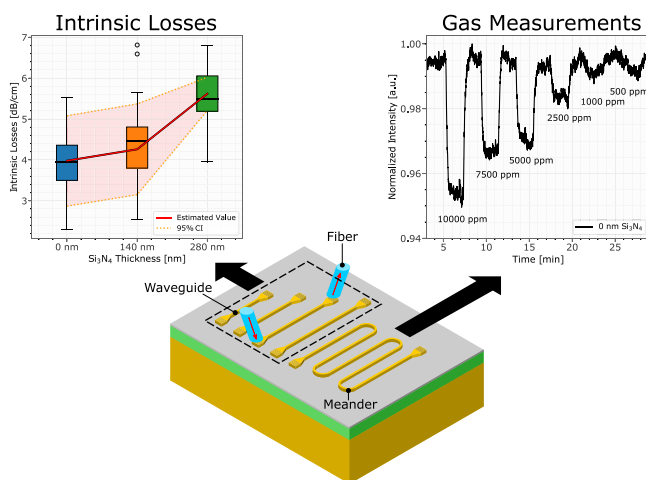 Intrinsic Losses
Gas Measurements
7
6
5
4
3
Intrinsic Losses [dB/cm]
Estimated Value
95% CI
0 nm
140 nm
280 nm
Si₃N₄ Thickness [nm]
1.00
0.98
0.96
0.94
Normalized Intensity [a.u.]
10000 ppm
7500 ppm
5000 ppm
2500 ppm
1000 ppm
500 ppm
0 nm Si₃N₄
5
10
15
20
25
Time [min]
Fiber
Waveguide
Meander